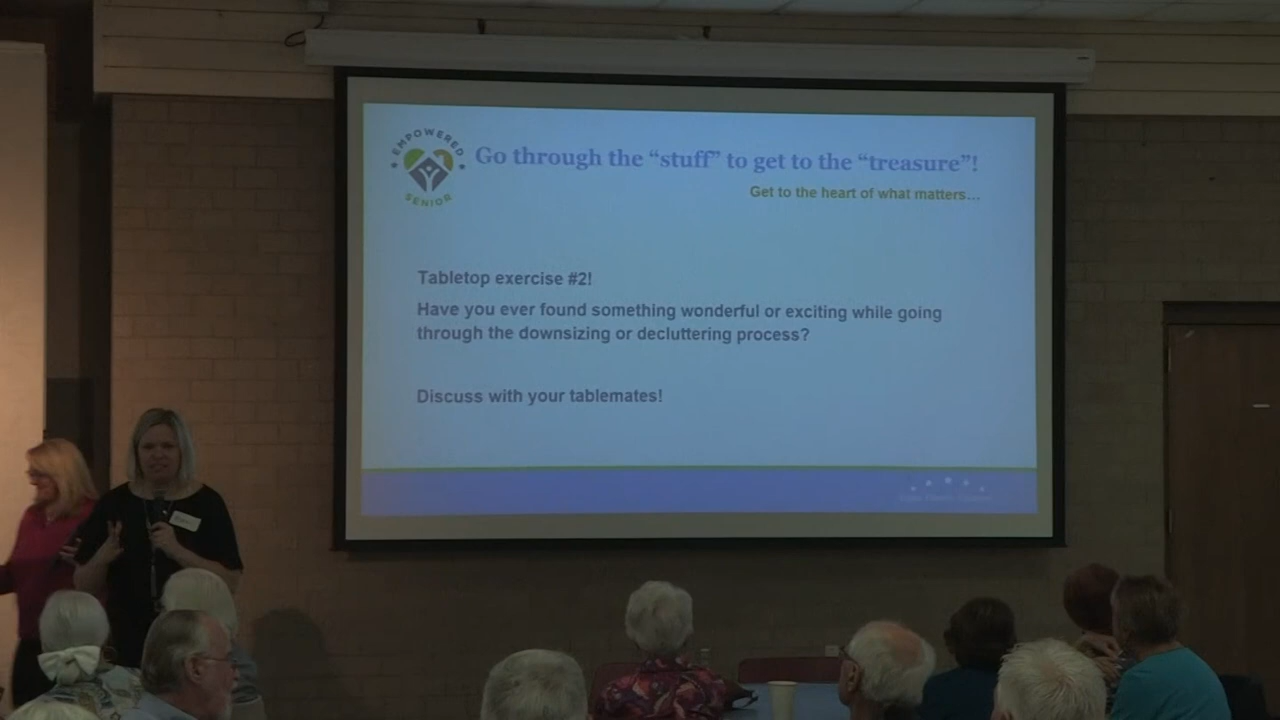 EMPOWERED
SENIOR
Go through the “stuff” to get to the “treasure”!
Get to the heart of what matters...
Tabletop exercise #2!
Have you ever found something wonderful or exciting while going
through the downsizing or decluttering process?
Discuss with your tablemates!